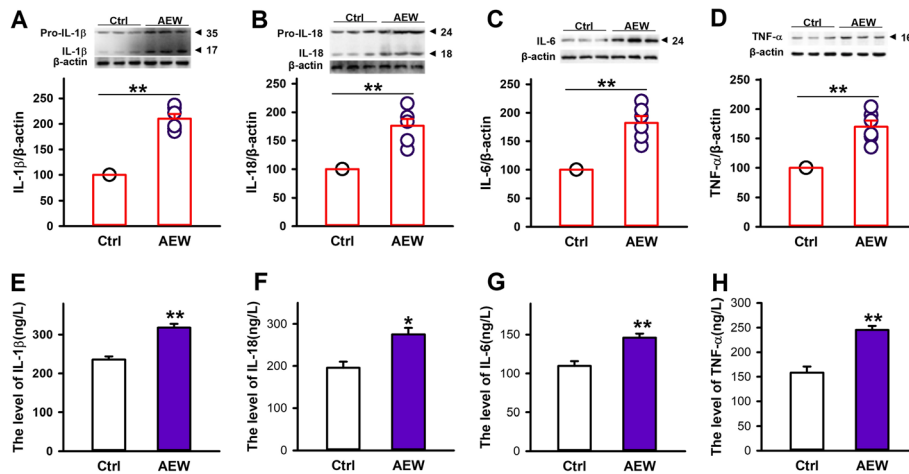 A
Ctrl AEW
Pro-IL-1β 35
IL-1β 17
β-actin
**
IL-1β/β-actin
250
200
150
100
50
0
Ctrl AEW
B
Ctrl AEW
Pro-IL-18 24
IL-18 18
β-actin
**
IL-18/β-actin
250
200
150
100
50
0
Ctrl AEW
C
Ctrl AEW
IL-6 24
β-actin
**
IL-6/β-actin
250
200
150
100
50
0
Ctrl AEW
D
Ctrl AEW
TNF-α 16
β-actin
**
TNF-α/β-actin
250
200
150
100
50
0
Ctrl AEW
E
The level of IL-1β(ng/L)
300
200
100
0
**
Ctrl AEW
F
The level of IL-18(ng/L)
300
200
100
0
*
Ctrl AEW
G
The level of IL-6(ng/L)
150
100
50
0
**
Ctrl AEW
H
The level of TNF-α(ng/L)
300
250
200
150
100
50
0
**
Ctrl AEW